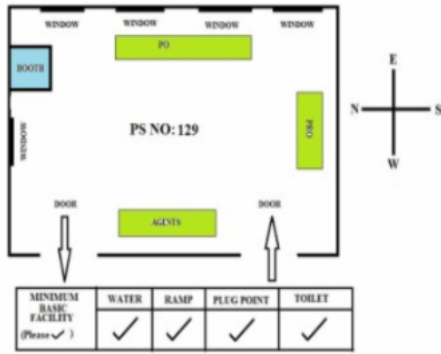 WINDOW WINDOW WINDOW WINDOW
PO
BOOTH
E
N S
W
PRO
PS NO: 129
WINDOW
DOOR DOOR
AGENTS
MINIMUM BASIC FACILITY (Please ✓ )
WATER RAMP PLUG POINT TOILET
✓ ✓ ✓ ✓